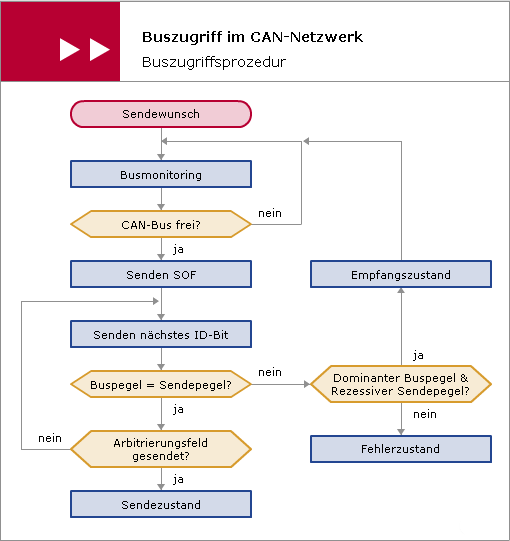 Buszugriff im CAN-Netzwerk
Buszugriffsprozedur
Sendewunsch
Busmonitoring
CAN-Bus frei?
nein
ja
Senden SOF
Empfangszustand
Senden nächstes ID-Bit
ja
Buspegel = Sendepegel?
nein
Dominanter Buspegel &
Rezessiver Sendepegel?
ja
nein
nein
Arbitrierungsfeld
gesendet?
Fehlerzustand
ja
Sendezustand